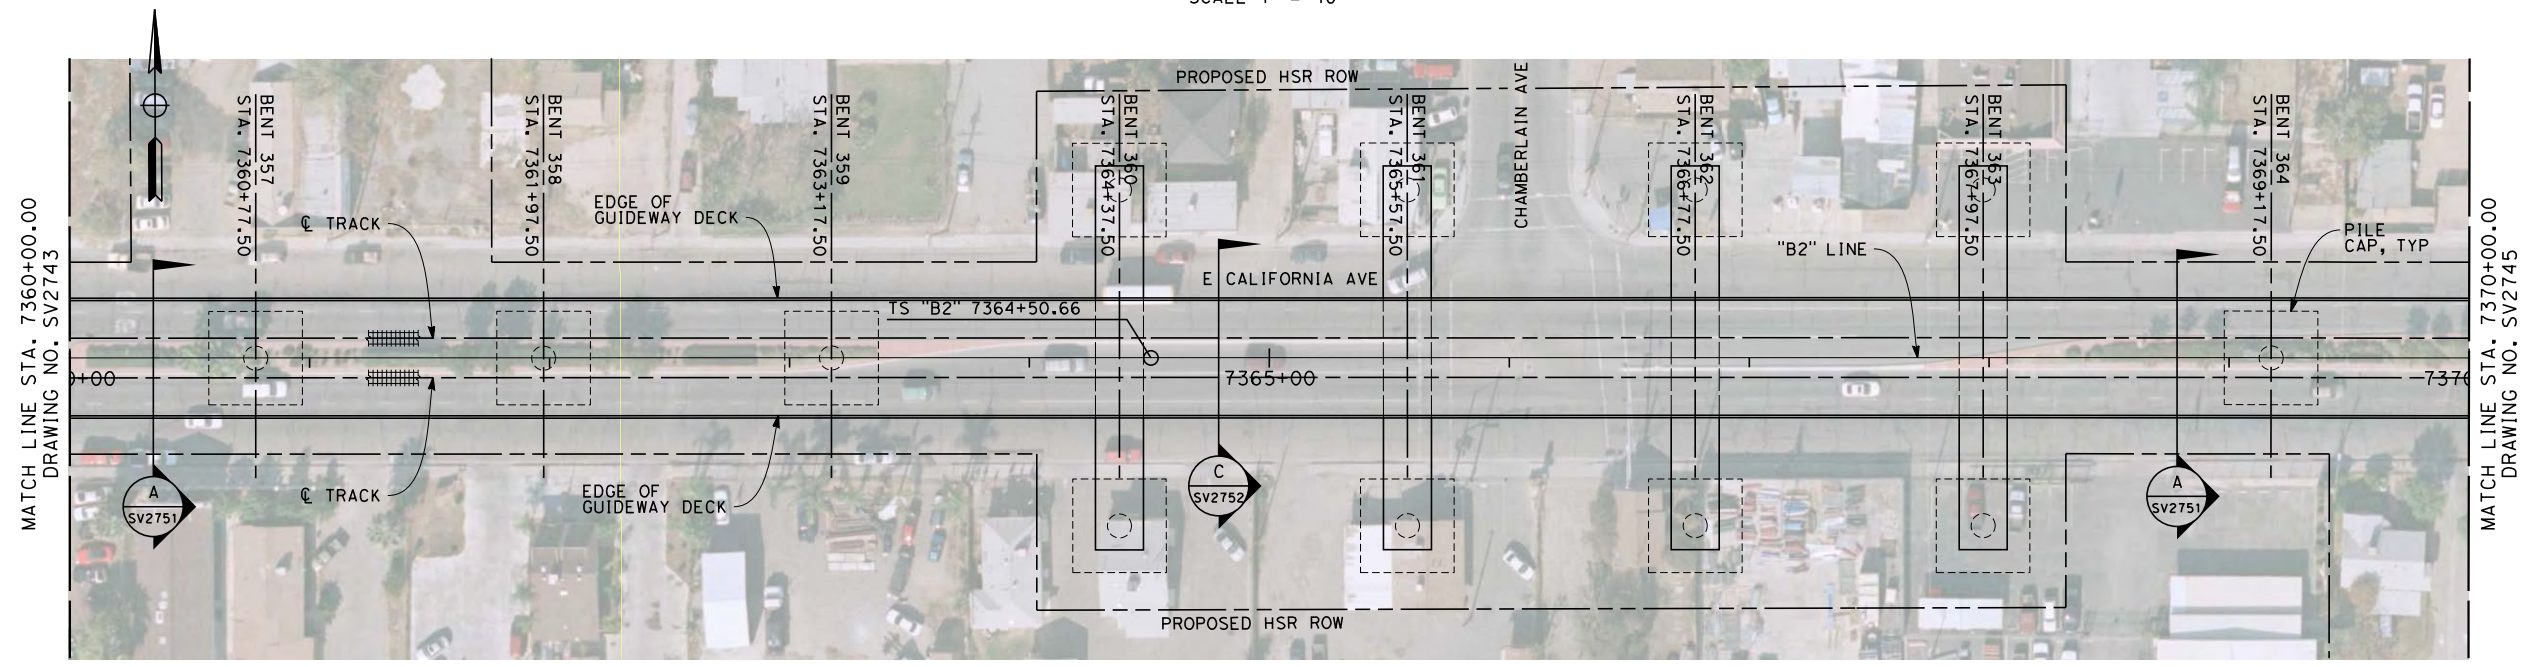 PROPOSED HSR ROW
CHAMBERLAIN AVE
BENT 357
STA. 7360+77.50
BENT 358
STA. 7361+97.50
BENT 359
STA. 7363+17.50
BENT 360
STA. 7364+37.50
BENT 361
STA. 7365+57.50
BENT 362
STA. 7366+77.50
BENT 363
STA. 7367+97.50
BENT 364
STA. 7369+17.50
MATCH LINE STA. 7360+00.00
DRAWING NO. SV2743
℄ TRACK
EDGE OF
GUIDEWAY DECK
"B2" LINE
PILE
CAP, TYP
E CALIFORNIA AVE
TS "B2" 7364+50.66
0+00
7365+00
7370
℄ TRACK
EDGE OF
GUIDEWAY DECK
A
SV2751
C
SV2752
A
SV2751
PROPOSED HSR ROW
MATCH LINE STA. 7370+00.00
DRAWING NO. SV2745